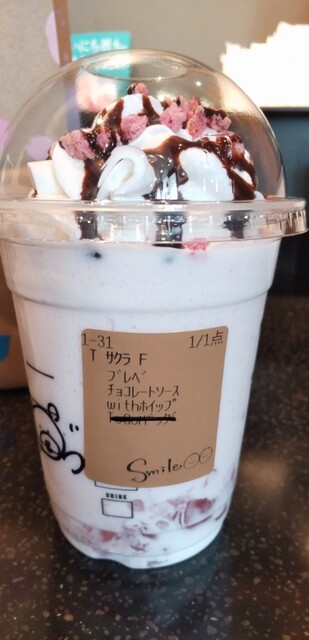 1-31 1/1点
T サクラ F
ブレベ
チョコレートソース
withホイップ
Smile
DRINK